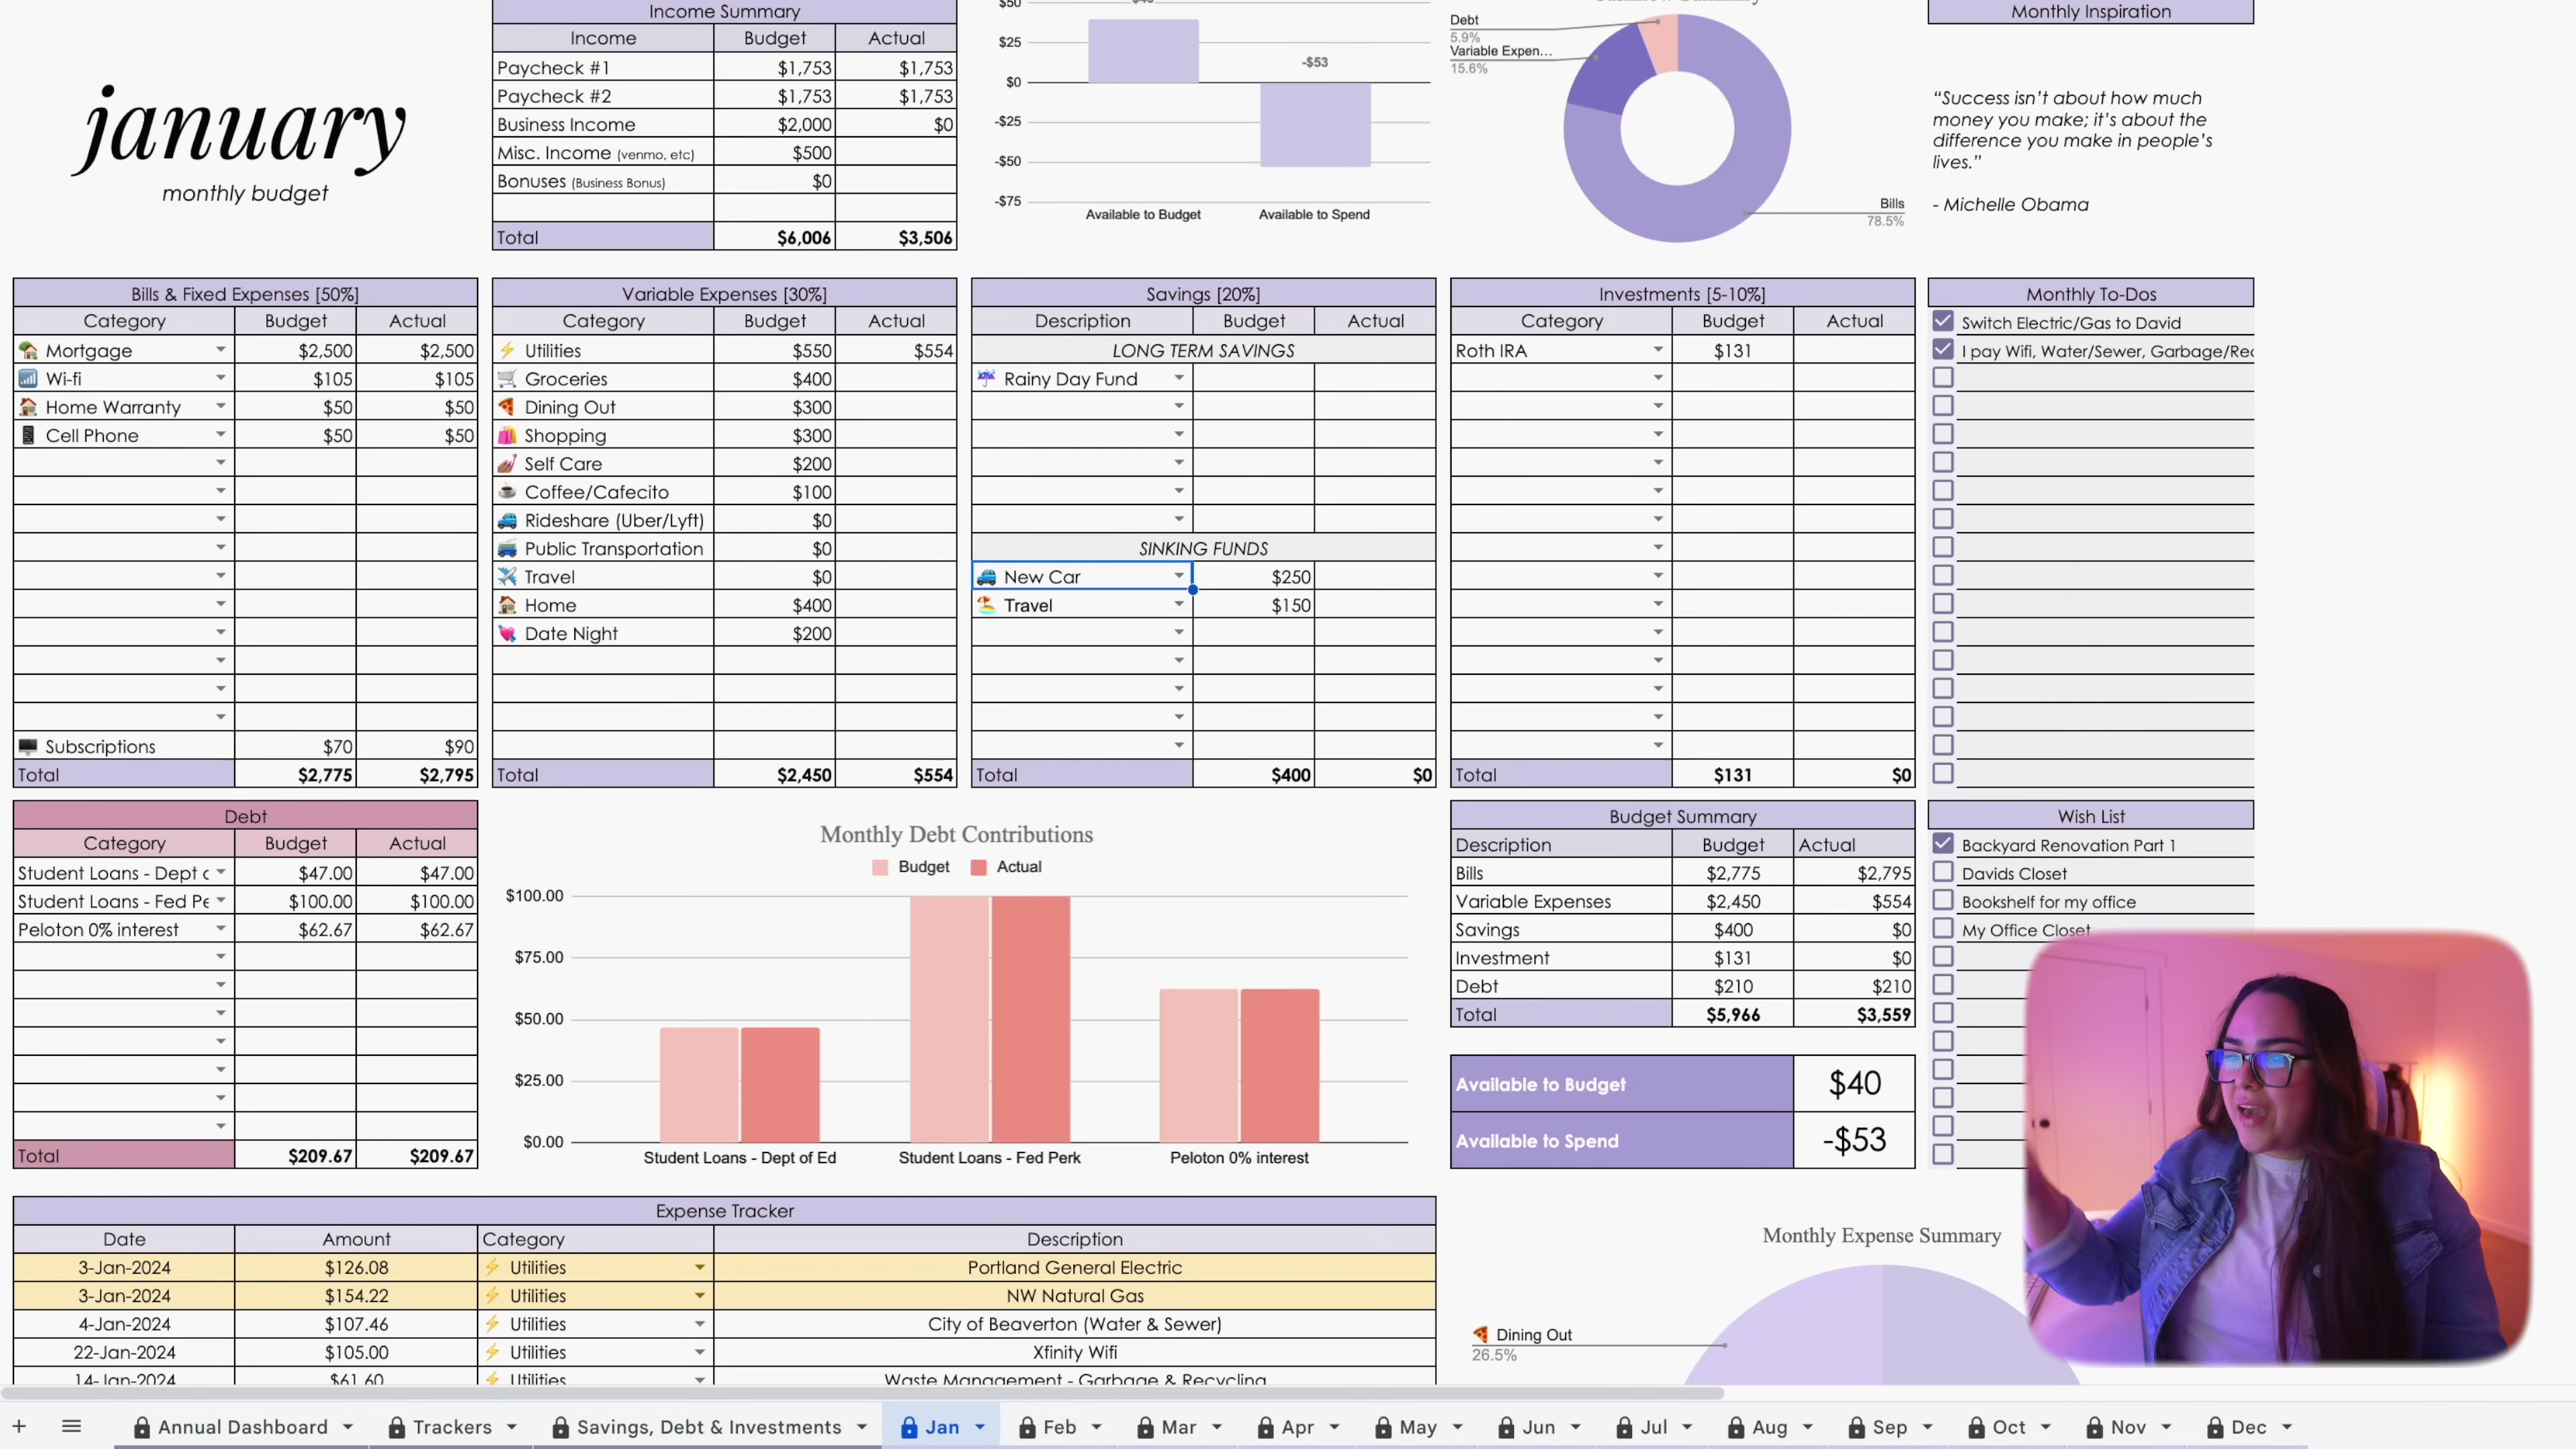 january
monthly budget
Income Summary
Income Budget Actual
Paycheck #1 $1,753 $1,753
Paycheck #2 $1,753 $1,753
Business Income $2,000 $0
Misc. Income (venmo, etc) $500
Bonuses (Business Bonus) $0
Total $6,006 $3,506
$50
$25
$0
-$25
-$50
-$75
-$53
Available to Budget Available to Spend
Debt
5.9%
Variable Expen...
15.6%
Bills
78.5%
Monthly Inspiration
“Success isn’t about how much
money you make; it’s about the
difference you make in people’s
lives.”
- Michelle Obama
Bills & Fixed Expenses [50%]
Category Budget Actual
🏡 Mortgage $2,500 $2,500
📶 Wi-fi $105 $105
🏠 Home Warranty $50 $50
📱 Cell Phone $50 $50
🖥️ Subscriptions $70 $90
Total $2,775 $2,795
Variable Expenses [30%]
Category Budget Actual
⚡ Utilities $550 $554
🛒 Groceries $400
🍕 Dining Out $300
🛍️ Shopping $300
💅 Self Care $200
☕ Coffee/Cafecito $100
🚙 Rideshare (Uber/Lyft) $0
🚎 Public Transportation $0
✈️ Travel $0
🏠 Home $400
💘 Date Night $200
Total $2,450 $554
Savings [20%]
Description Budget Actual
LONG TERM SAVINGS
☔ Rainy Day Fund
SINKING FUNDS
🚙 New Car $250
🏖️ Travel $150
Total $400 $0
Investments [5-10%]
Category Budget Actual
Roth IRA $131
Total $131 $0
Monthly To-Dos
Switch Electric/Gas to David
I pay Wifi, Water/Sewer, Garbage/Rec
Debt
Category Budget Actual
Student Loans - Dept $47.00 $47.00
Student Loans - Fed Pe $100.00 $100.00
Peloton 0% interest $62.67 $62.67
Total $209.67 $209.67
Monthly Debt Contributions
Budget Actual
$100.00
$75.00
$50.00
$25.00
$0.00
Student Loans - Dept of Ed Student Loans - Fed Perk Peloton 0% interest
Budget Summary
Description Budget Actual
Bills $2,775 $2,795
Variable Expenses $2,450 $554
Savings $400 $0
Investment $131 $0
Debt $210 $210
Total $5,966 $3,559
Available to Budget $40
Available to Spend -$53
Wish List
Backyard Renovation Part 1
Davids Closet
Bookshelf for my office
My Office Closet
Expense Tracker
Date Amount Category Description
3-Jan-2024 $126.08 ⚡ Utilities Portland General Electric
3-Jan-2024 $154.22 ⚡ Utilities NW Natural Gas
4-Jan-2024 $107.46 ⚡ Utilities City of Beaverton (Water & Sewer)
22-Jan-2024 $105.00 ⚡ Utilities Xfinity Wifi
14-Jan-2024 $61.60 ⚡ Utilities Waste Management - Garbage & Recycling
Monthly Expense Summary
🍕 Dining Out
26.5%
Annual Dashboard Trackers Savings, Debt & Investments Jan Feb Mar Apr May Jun Jul Aug Sep Oct Nov Dec